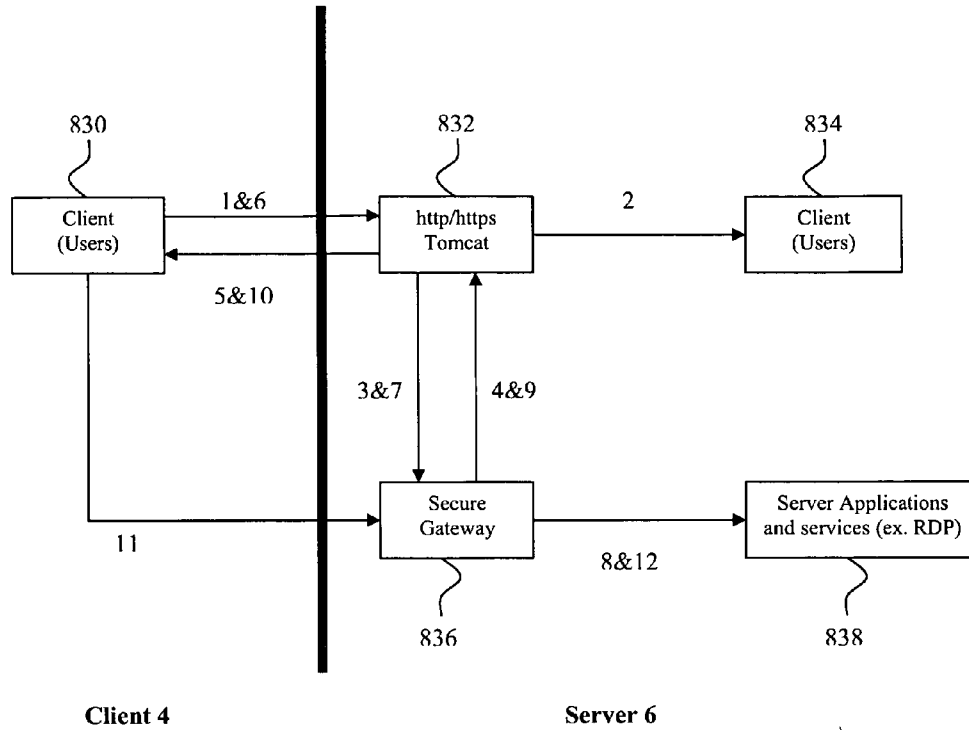 830
832
834
Client
(Users)
1&6
http/https
Tomcat
2
Client
(Users)
5&10
3&7
4&9
Secure
Gateway
Server Applications
and services (ex. RDP)
11
8&12
836
838
Client 4
Server 6